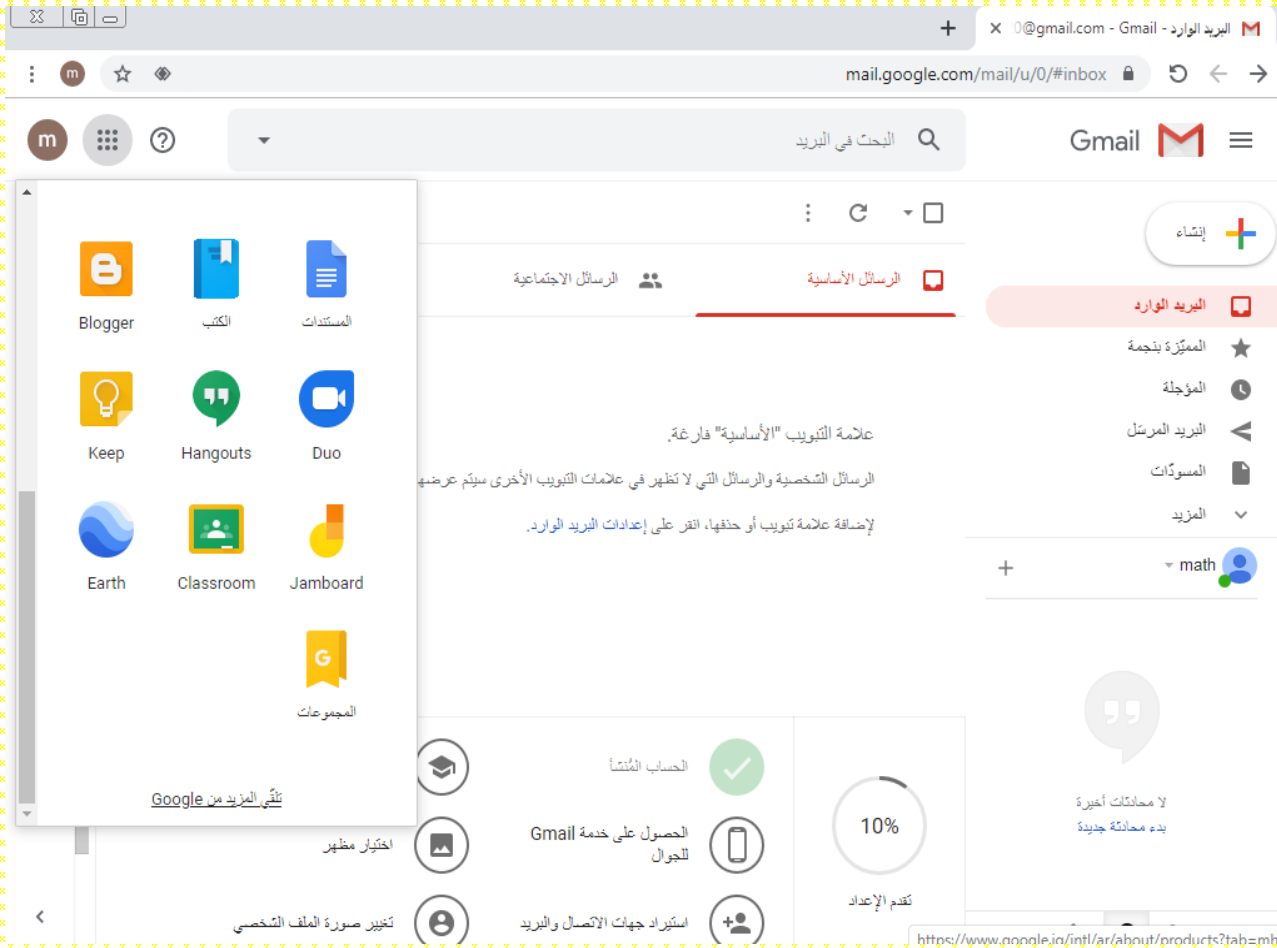 البريد الوارد - 0@gmail.com - Gmail
mail.google.com/mail/u/0/#inbox
m
Gmail
البحث في البريد
m
إنشاء
البريد الوارد
المميّزة بنجمة
المؤجلة
البريد المرسَل
المسودّات
المزيد
math
لا محادثات أخيرة
بدء محادثة جديدة
الرسائل الأساسية
الرسائل الاجتماعية
علامة التبويب "الأساسية" فارغة.
الرسائل الشخصية والرسائل التي لا تظهر في علامات التبويب الأخرى سيتم عرضها
لإضافة علامة تبويب أو حذفها، انقر على إعدادات البريد الوارد.
10%
تقدم الإعداد
الحساب المُنشأ
الحصول على خدمة Gmail
للجوال
اختيار مظهر
استيراد جهات الاتصال والبريد
تغيير صورة الملف الشخصي
المستندات
الكتب
Blogger
Duo
Hangouts
Keep
Jamboard
Classroom
Earth
G
المجموعات
تلقّي المزيد من Google
https://www.google.iq/intl/ar/about/products?tab=mh